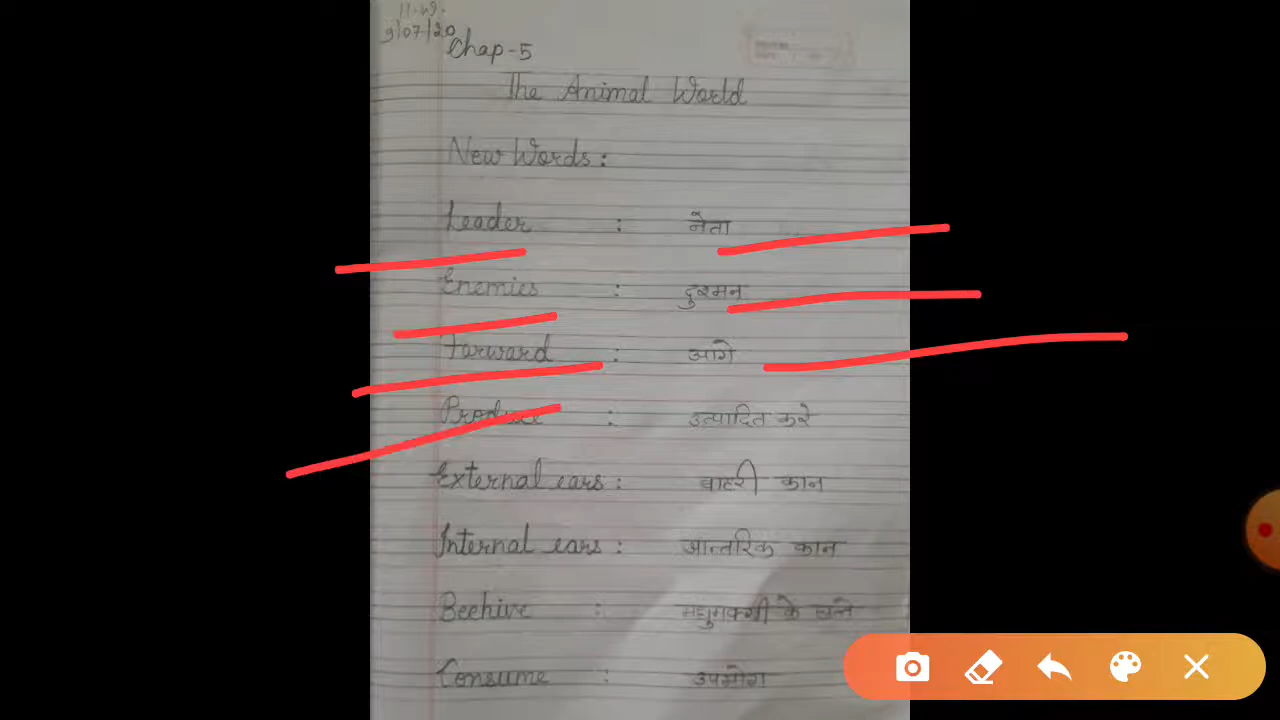 9/07/20
Chap-5
The Animal World
New Words:
Leader : नेता
Enemies : दुश्मन
Forward : आगे
Produce : उत्पादित करे
External ears : बाहरी कान
Internal ears : आन्तरिक कान
Beehive : मधुमक्खी के छत्ते
Consume : उपभोग